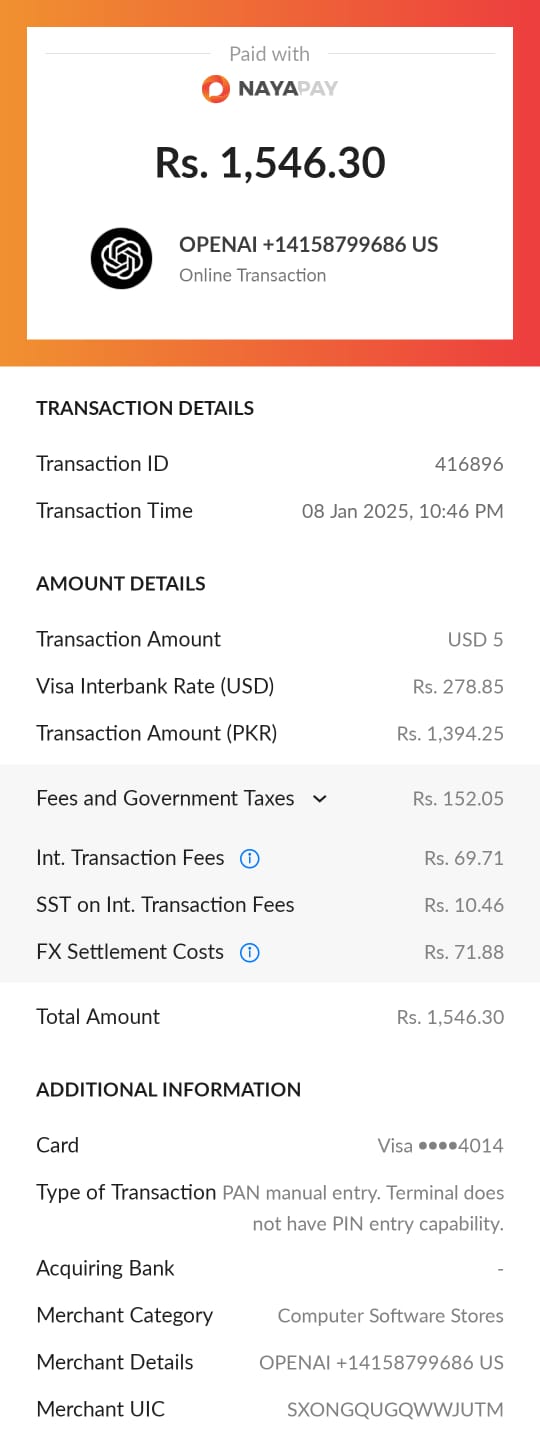 Paid with
NAYAPAY
Rs. 1,546.30
OPENAI +14158799686 US
Online Transaction
TRANSACTION DETAILS
Transaction ID 416896
Transaction Time 08 Jan 2025, 10:46 PM
AMOUNT DETAILS
Transaction Amount USD 5
Visa Interbank Rate (USD) Rs. 278.85
Transaction Amount (PKR) Rs. 1,394.25
Fees and Government Taxes Rs. 152.05
Int. Transaction Fees Rs. 69.71
SST on Int. Transaction Fees Rs. 10.46
FX Settlement Costs Rs. 71.88
Total Amount Rs. 1,546.30
ADDITIONAL INFORMATION
Card Visa ••••4014
Type of Transaction PAN manual entry. Terminal does
not have PIN entry capability.
Acquiring Bank -
Merchant Category Computer Software Stores
Merchant Details OPENAI +14158799686 US
Merchant UIC SXONGQUGQWWJUTM